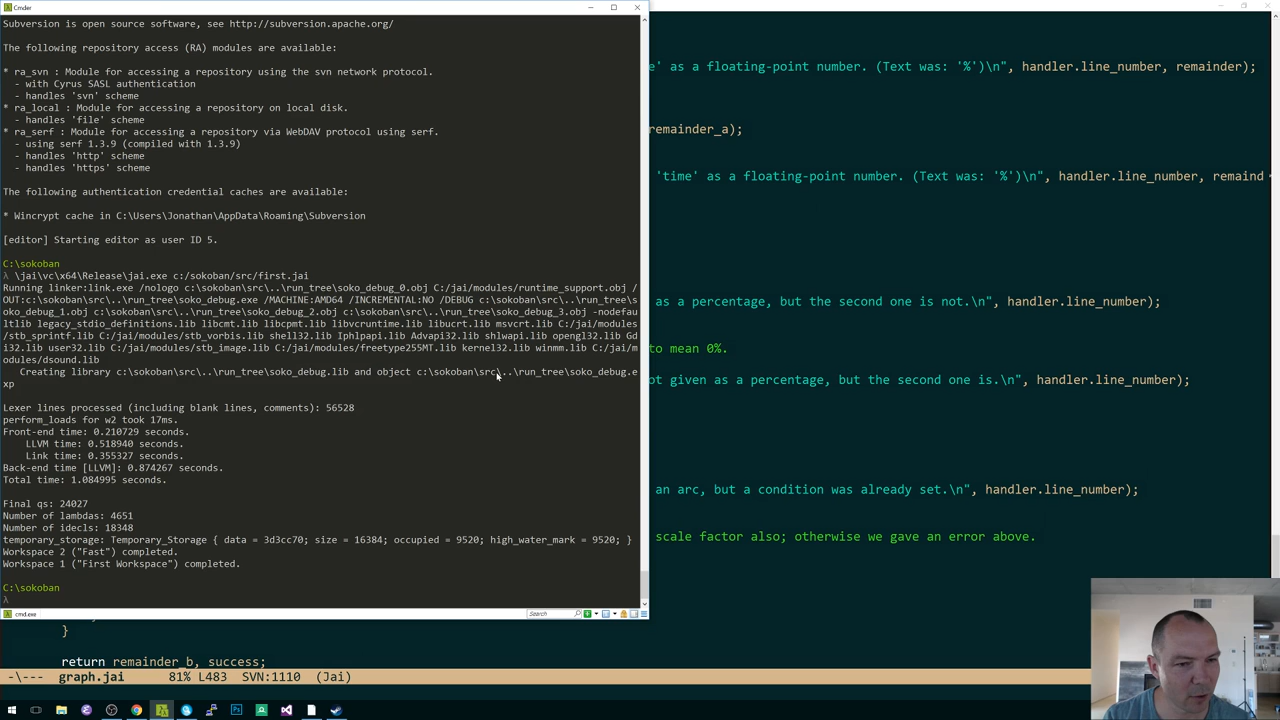 Cmder
Subversion is open source software, see http://subversion.apache.org/
The following repository access (RA) modules are available:
* ra_svn : Module for accessing a repository using the svn network protocol.
- with Cyrus SASL authentication
- handles 'svn' scheme
* ra_local : Module for accessing a repository on local disk.
- handles 'file' scheme
* ra_serf : Module for accessing a repository via WebDAV protocol using serf.
- using serf 1.3.9 (compiled with 1.3.9)
- handles 'http' scheme
- handles 'https' scheme
The following authentication credential caches are available:
* Wincrypt cache in C:\Users\Jonathan\AppData\Roaming\Subversion
[editor] Starting editor as user ID 5.
C:\sokoban
λ \jai\vc\x64\Release\jai.exe c:/sokoban/src/first.jai
Running linker:link.exe /nologo c:\sokoban\src\..\run_tree\soko_debug_0.obj C:/jai/modules/runtime_support.obj /
OUT:c:\sokoban\src\..\run_tree\soko_debug.exe /MACHINE:AMD64 /INCREMENTAL:NO /DEBUG c:\sokoban\src\..\run_tree\s
oko_debug_1.obj c:\sokoban\src\..\run_tree\soko_debug_2.obj c:\sokoban\src\..\run_tree\soko_debug_3.obj -nodefau
ltlib legacy_stdio_definitions.lib libcmt.lib libcpmt.lib libvcruntime.lib libucrt.lib msvcrt.lib C:/jai/modules
/stb_sprintf.lib C:/jai/modules/stb_vorbis.lib shell32.lib Iphlpapi.lib Advapi32.lib shlwapi.lib opengl32.lib Gd
i32.lib user32.lib C:/jai/modules/stb_image.lib C:/jai/modules/freetype255MT.lib kernel32.lib winmm.lib C:/jai/m
odules/dsound.lib
Creating library c:\sokoban\src\..\run_tree\soko_debug.lib and object c:\sokoban\src\..\run_tree\soko_debug.e
xp
Lexer lines processed (including blank lines, comments): 56528
perform_loads for w2 took 17ms.
Front-end time: 0.210729 seconds.
LLVM time: 0.518940 seconds.
Link time: 0.355327 seconds.
Back-end time [LLVM]: 0.874267 seconds.
Total time: 1.084995 seconds.
Final qs: 24027
Number of lambdas: 4651
Number of idecls: 18348
temporary_storage: Temporary_Storage { data = 3d3cc70; size = 16384; occupied = 9520; high_water_mark = 9520; }
Workspace 2 ("Fast") completed.
Workspace 1 ("First Workspace") completed.
C:\sokoban
λ
cmd.exe
Search
e' as a floating-point number. (Text was: '%')\n", handler.line_number, remainder);
remainder_a);
'time' as a floating-point number. (Text was: '%')\n", handler.line_number, remaind
as a percentage, but the second one is not.\n", handler.line_number);
to mean 0%.
ot given as a percentage, but the second one is.\n", handler.line_number);
an arc, but a condition was already set.\n", handler.line_number);
scale factor also; otherwise we gave an error above.
}
return remainder_b, success;
-\--- graph.jai 81% L483 SVN:1110 (Jai)